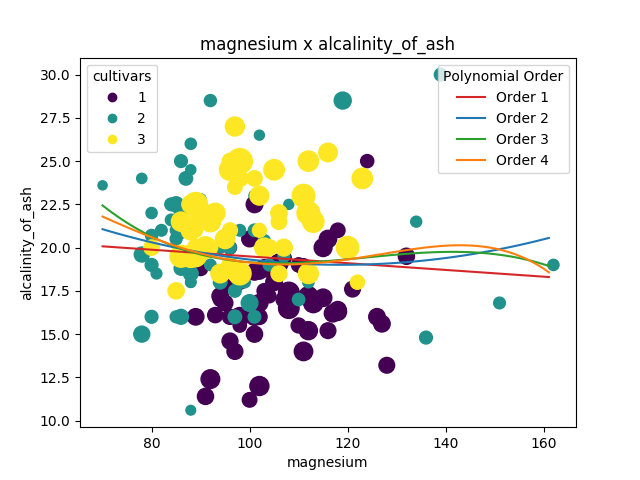 magnesium x alcalinity_of_ash
cultivars
1
2
3
Polynomial Order
Order 1
Order 2
Order 3
Order 4
alcalinity_of_ash
30.0
27.5
25.0
22.5
20.0
17.5
15.0
12.5
10.0
80 100 120 140 160
magnesium